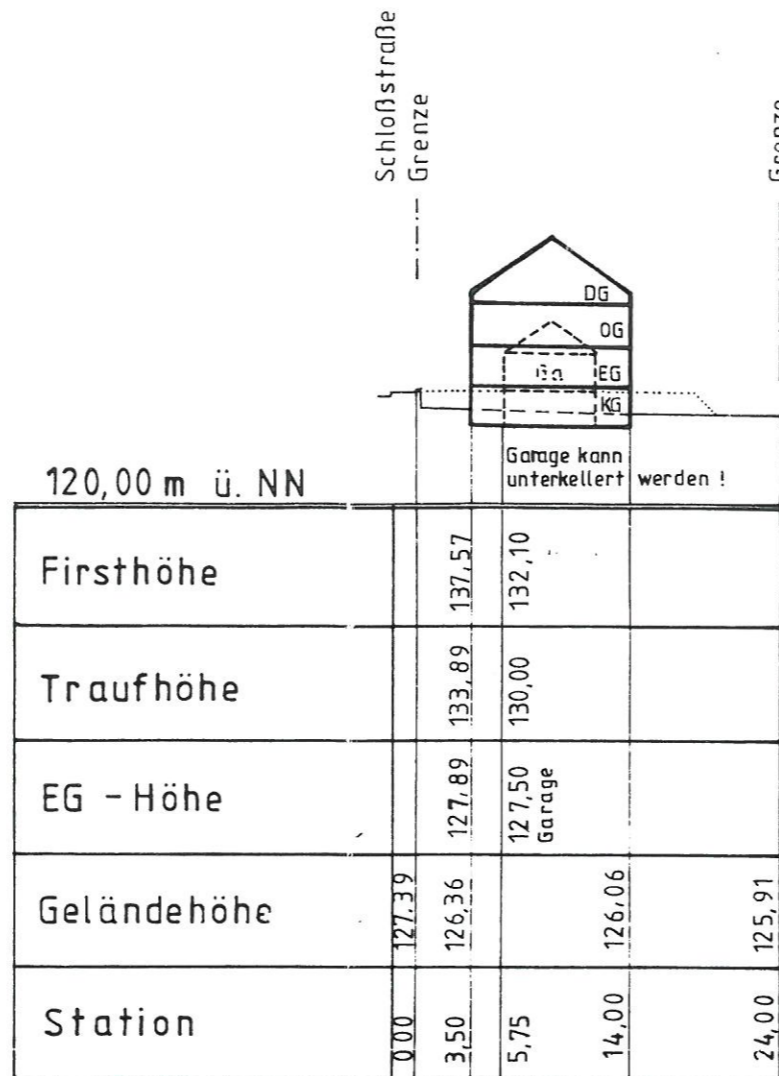 Schloßstraße
Grenze
Grenze
DG
OG
Ga
EG
KG
Garage kann
unterkellert werden !
120,00 m ü. NN
Firsthöhe
137,57
132,10
Traufhöhe
133,89
130,00
EG - Höhe
127,89
127,50
Garage
Geländehöhe
127,39
126,36
126,06
125,91
Station
0 00
3,50
5,75
14,00
24,00